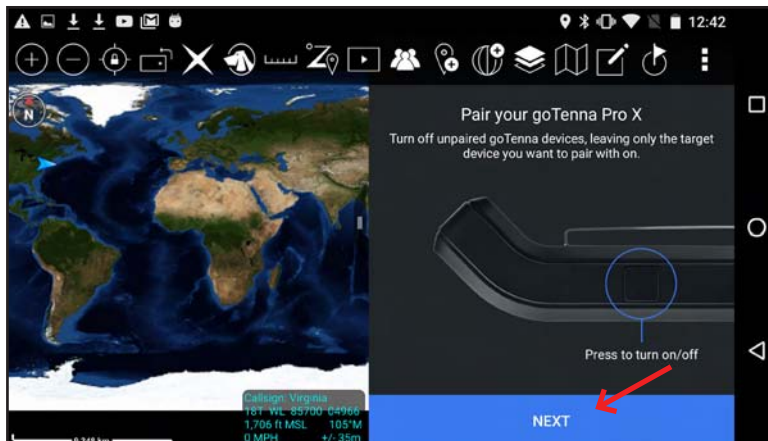 12:42
N
Pair your goTenna Pro X
Turn off unpaired goTenna devices, leaving only the target
device you want to pair with on.
Press to turn on/off
NEXT
Callsign: Virginia
18T WL 85700 04966
1,706 ft MSL 105°M
0 MPH +/- 35m